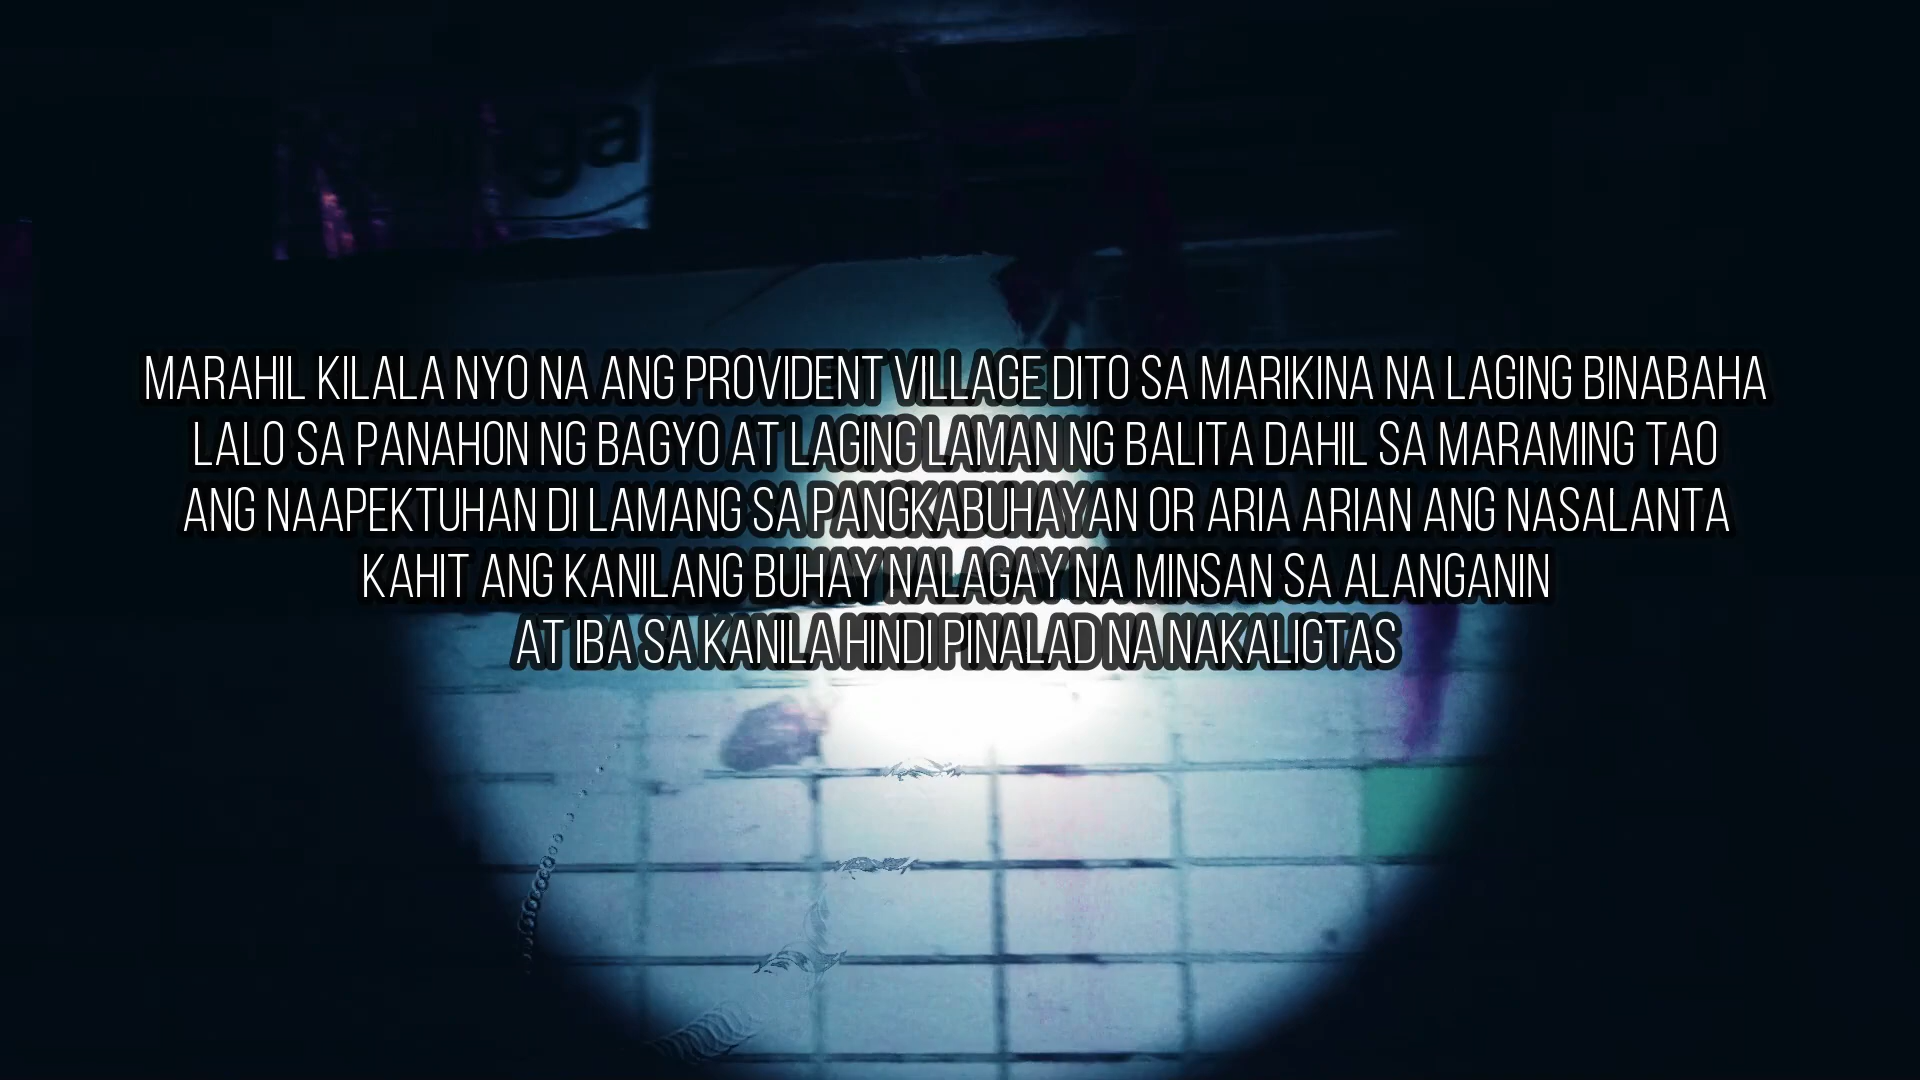 ga
MARAHIL KILALA NYO NA ANG PROVIDENT VILLAGE DITO SA MARIKINA NA LAGING BINABAHA
LALO SA PANAHON NG BAGYO AT LAGING LAMAN NG BALITA DAHIL SA MARAMING TAO
ANG NAAPEKTUHAN DI LAMANG SA PANGKABUHAYAN OR ARIA ARIAN ANG NASALANTA
KAHIT ANG KANILANG BUHAY NALAGAY NA MINSAN SA ALANGANIN
AT IBA SA KANILA HINDI PINALAD NA NAKALIGTAS